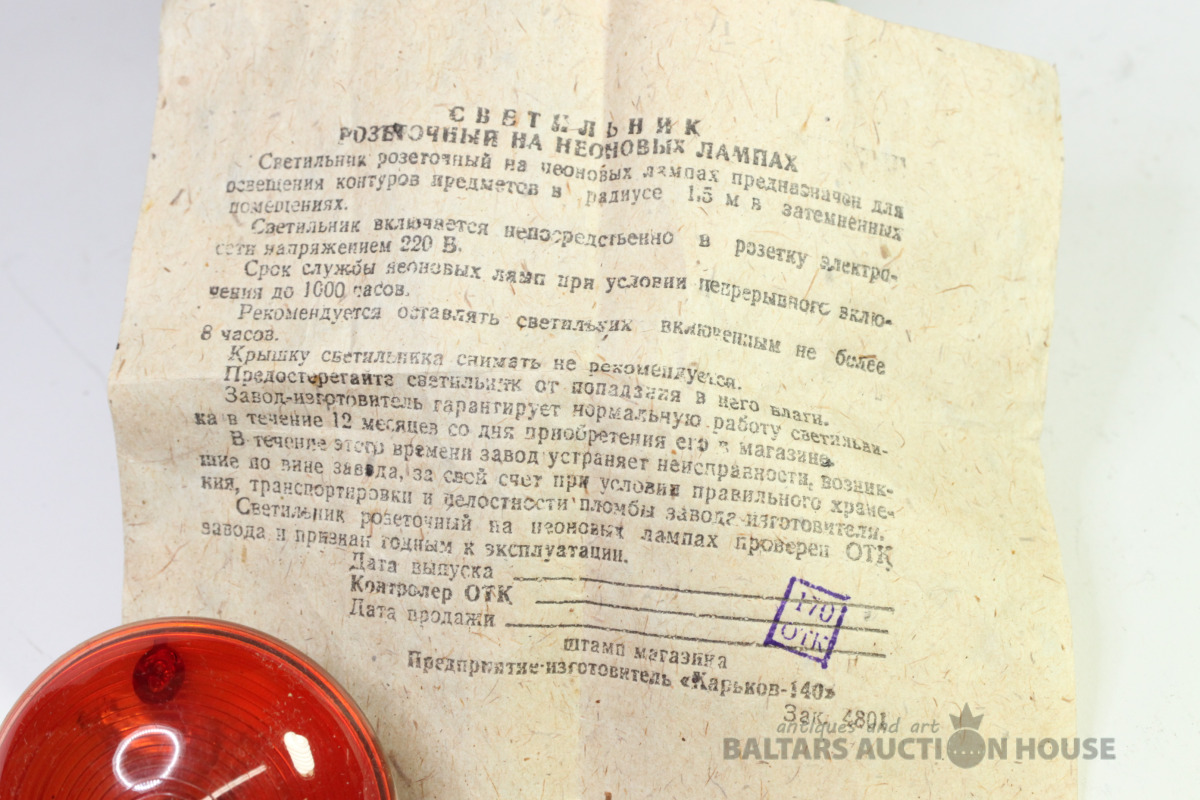 СВЕТИЛЬНИК
РОЗЕТОЧНЫЙ НА НЕОНОВЫХ ЛАМПАХ
Светильник розеточный на неоновых лампах предназначен для
освещения контуров предметов в радиусе 1,5 м в затемненных
помещениях.
Светильник включается непосредственно в розетку электро-
сети напряжением 220 В.
Срок службы неоновых ламп при условии непрерывного вклю-
чения до 1000 часов.
Рекомендуется оставлять светильник включенным не более
8 часов.
Крышку светильника снимать не рекомендуется.
Предостерегайте светильник от попадания в него влаги.
Завод-изготовитель гарантирует нормальную работу светильни-
ка в течение 12 месяцев со дня приобретения его в магазине.
В течение этого времени завод устраняет неисправности, возник-
шие по вине завода, за свой счет при условии правильного хране-
ния, транспортировки и целостности пломбы завода-изготовителя.
Светильник розеточный на неоновых лампах проверен ОТК
завода и признан годным к эксплуатации.
Дата выпуска
Контролер ОТК
Дата продажи
170
ОТК
штамп магазина
Предприятие-изготовитель «Харьков-140»
Зак. 4801
antiques and art
BALTARS AUCTION HOUSE